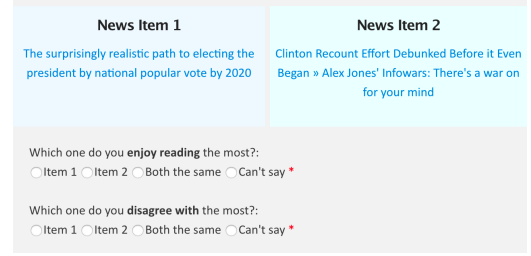 News Item 1
The surprisingly realistic path to electing the
president by national popular vote by 2020
News Item 2
Clinton Recount Effort Debunked Before it Even
Began » Alex Jones' Infowars: There's a war on
for your mind
Which one do you enjoy reading the most?:
Item 1 Item 2 Both the same Can't say *
Which one do you disagree with the most?:
Item 1 Item 2 Both the same Can't say *